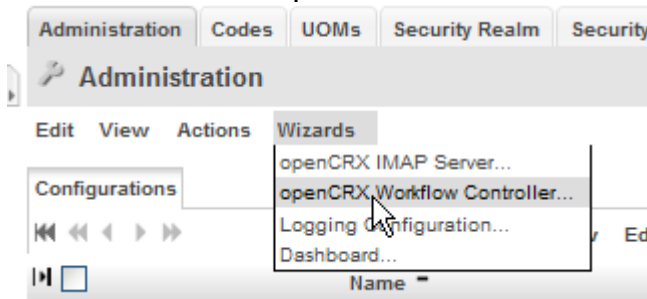 Administration Codes UOMs Security Realm Security
Administration
Edit View Actions Wizards
openCRX IMAP Server...
Configurations
openCRX Workflow Controller...
Logging Configuration...
Ed
Dashboard...
Name